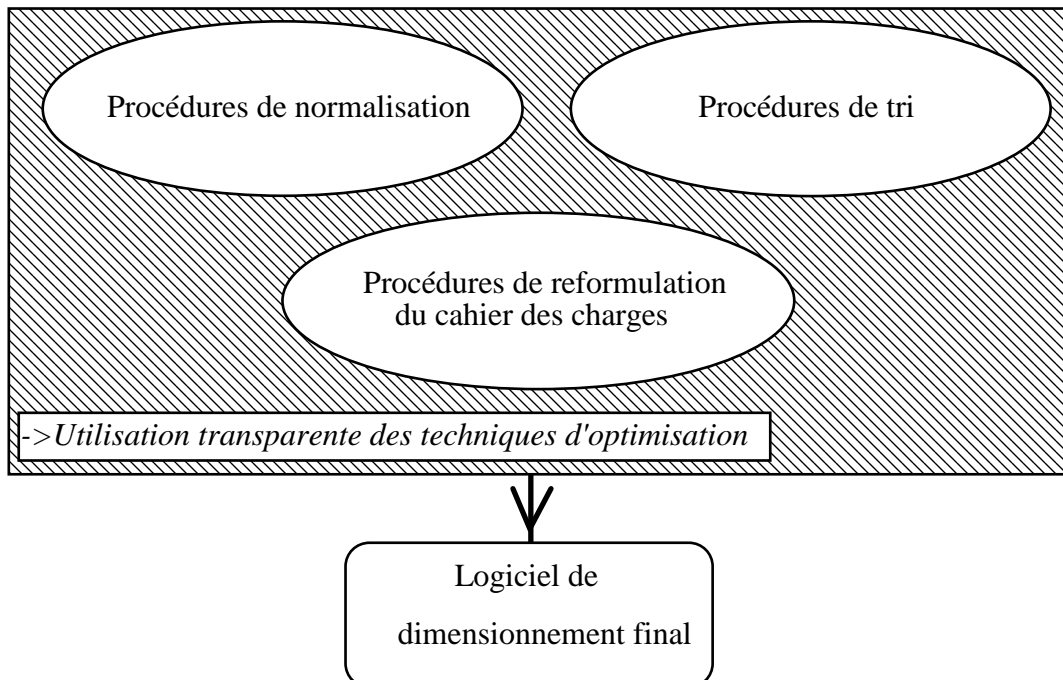 Procédures de normalisation
Procédures de tri
Procédures de reformulation
du cahier des charges
->Utilisation transparente des techniques d'optimisation
Logiciel de
dimensionnement final